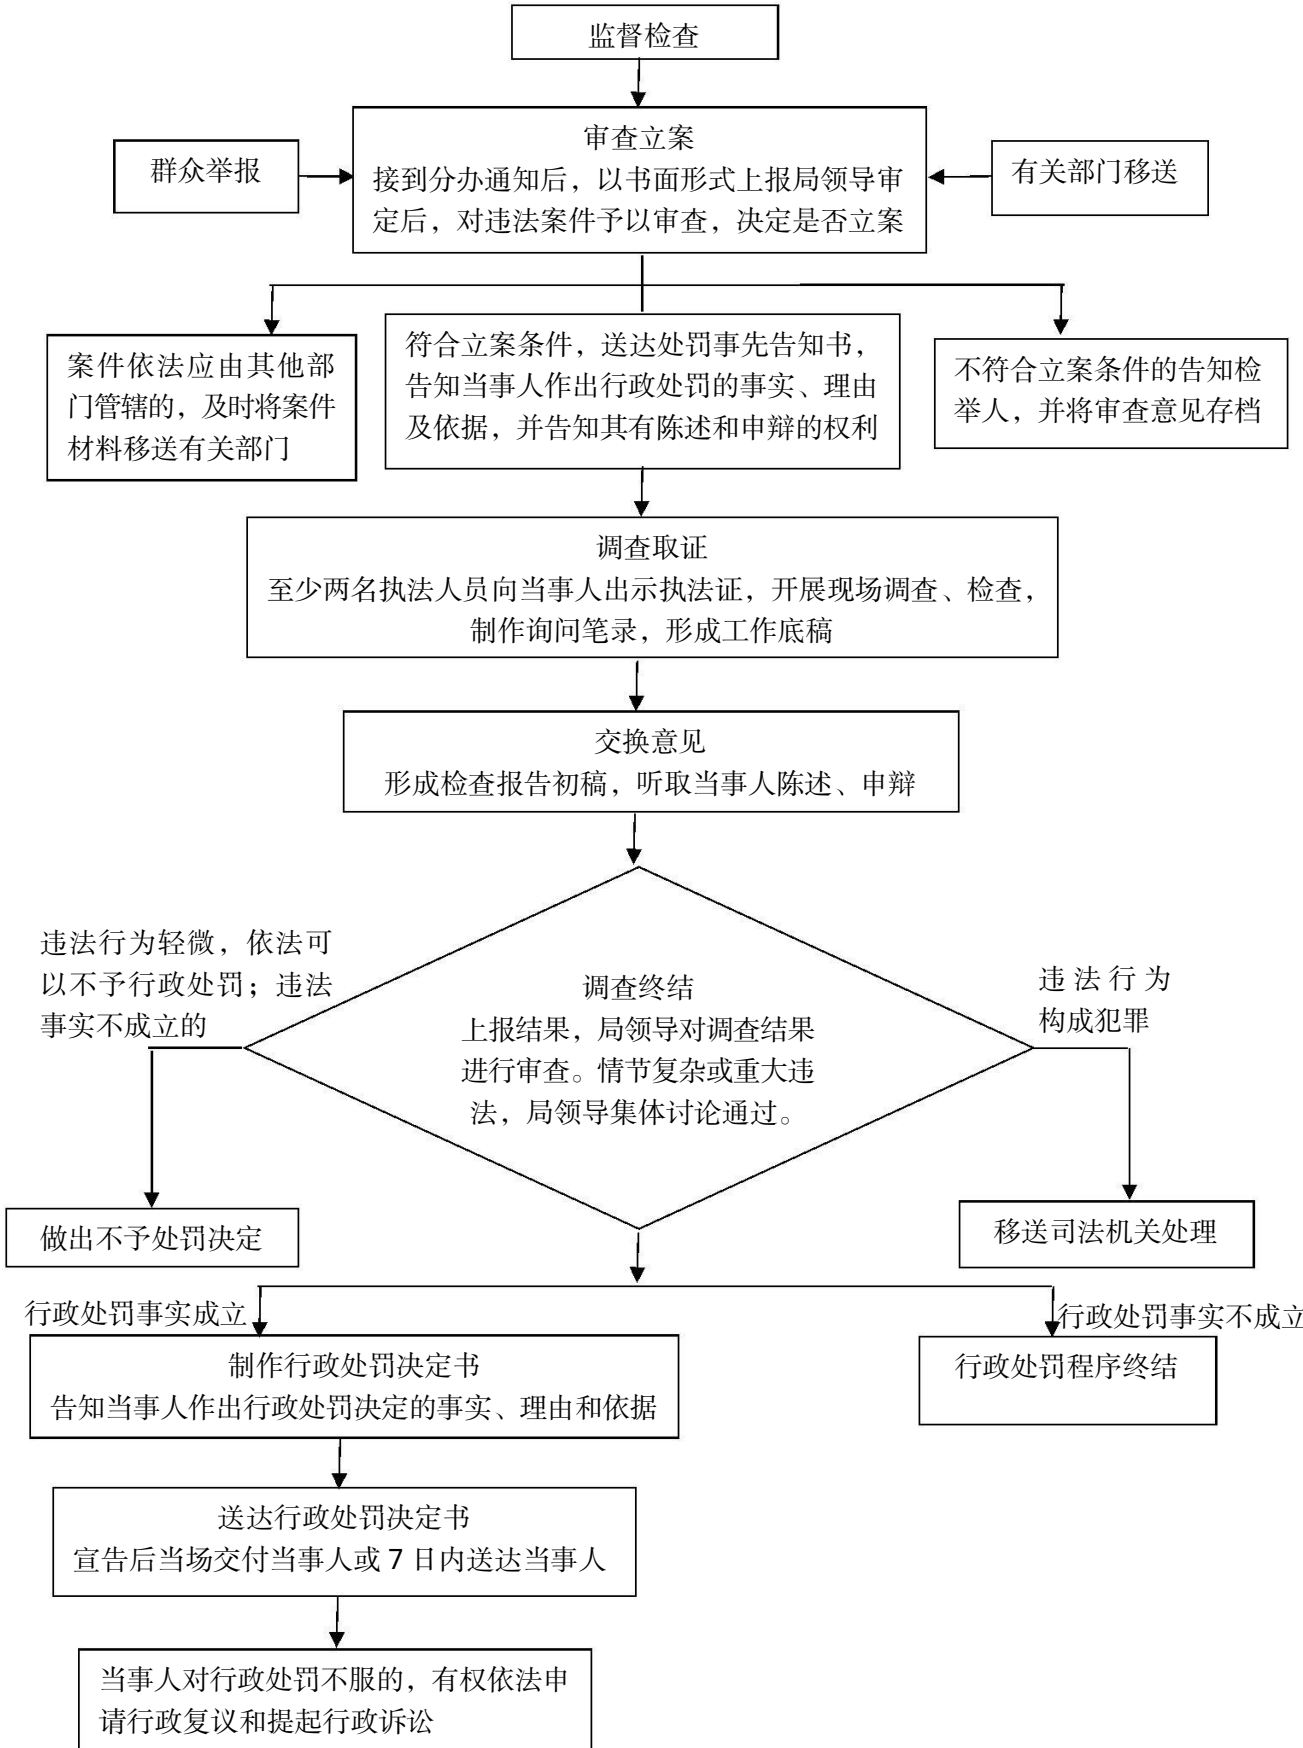 监督检查
审查立案
接到分办通知后，以书面形式上报局领导审
定后，对违法案件予以审查，决定是否立案
群众举报
有关部门移送
案件依法应由其他部
门管辖的，及时将案件
材料移送有关部门
符合立案条件，送达处罚事先告知书，
告知当事人作出行政处罚的事实、理由
及依据，并告知其有陈述和申辩的权利
不符合立案条件的告知检
举人，并将审查意见存档
调查取证
至少两名执法人员向当事人出示执法证，开展现场调查、检查，
制作询问笔录，形成工作底稿
交换意见
形成检查报告初稿，听取当事人陈述、申辩
违法行为轻微，依法可
以不予行政处罚；违法
事实不成立的
调查终结
上报结果，局领导对调查结果
进行审查。情节复杂或重大违
法，局领导集体讨论通过。
违法行为
构成犯罪
做出不予处罚决定
移送司法机关处理
行政处罚事实成立
行政处罚事实不成立
制作行政处罚决定书
告知当事人作出行政处罚决定的事实、理由和依据
行政处罚程序终结
送达行政处罚决定书
宣告后当场交付当事人或 7 日内送达当事人
当事人对行政处罚不服的，有权依法申
请行政复议和提起行政诉讼